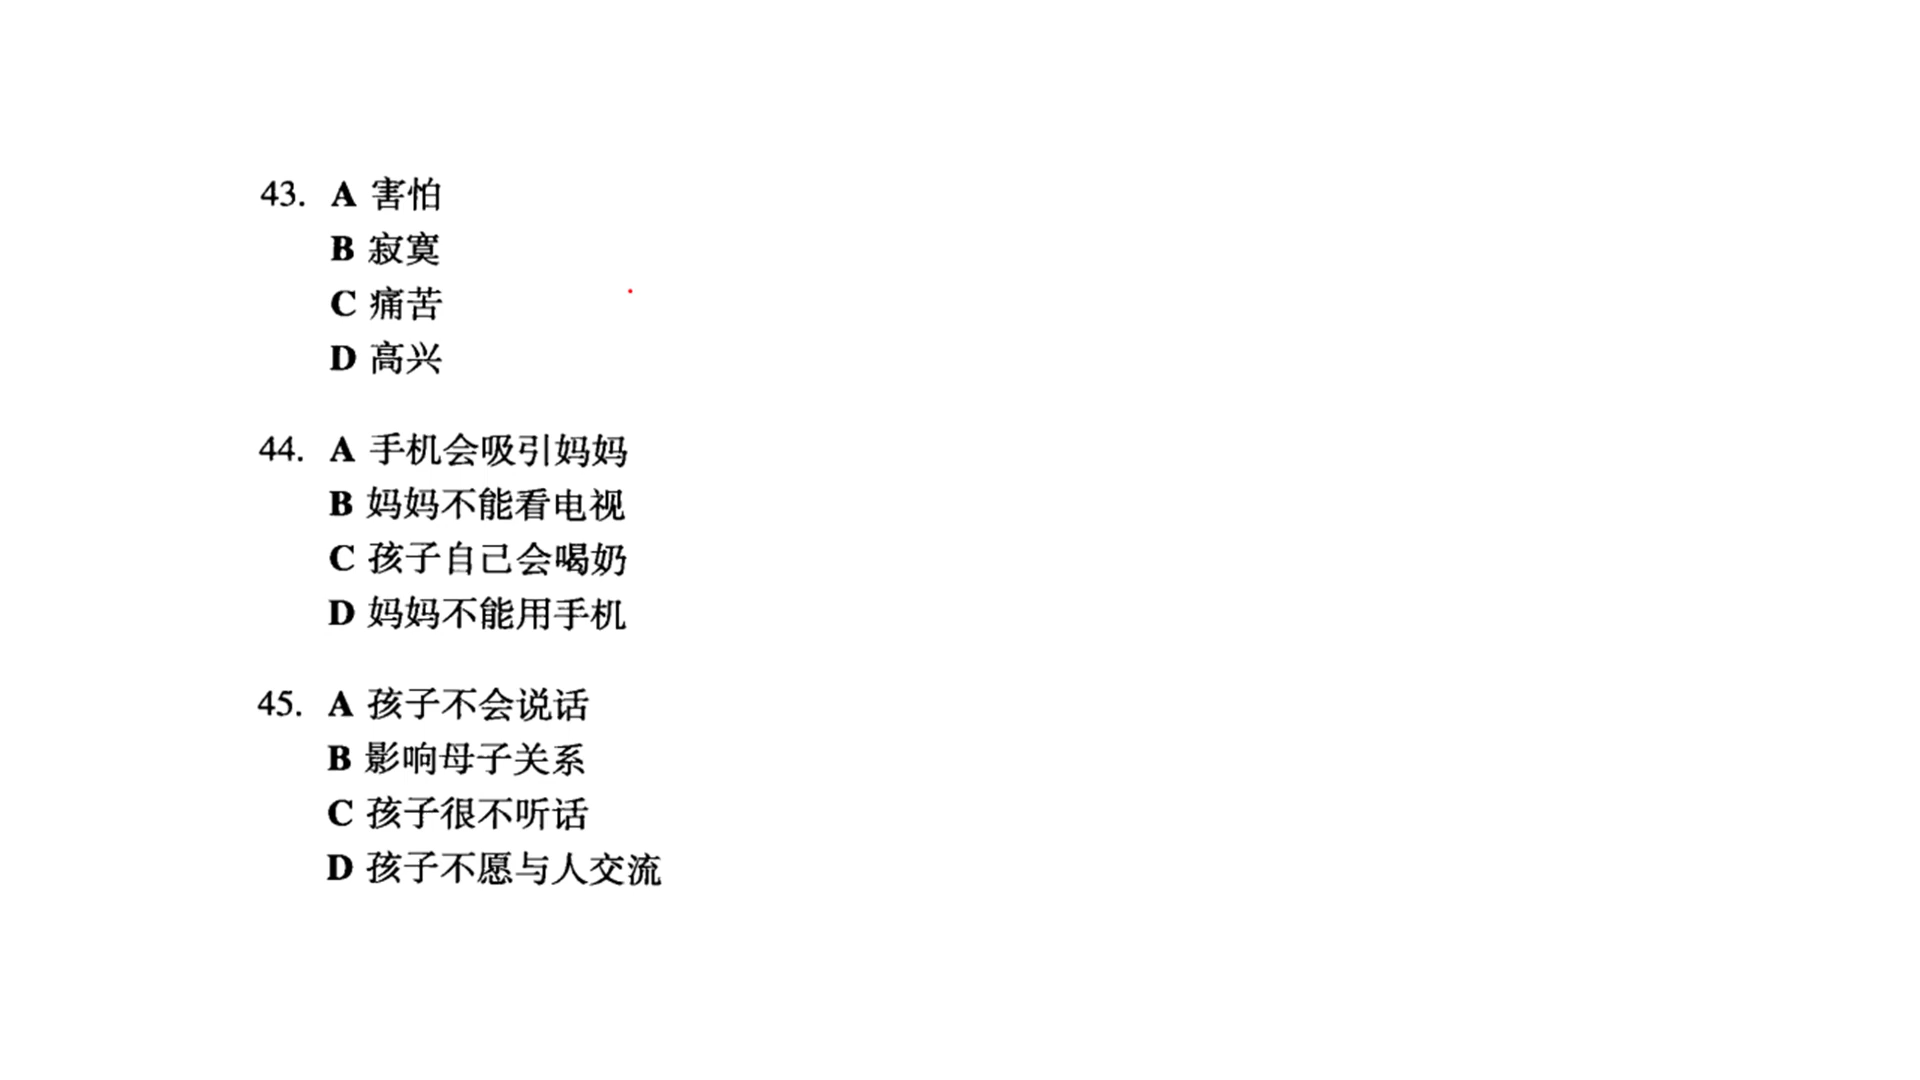 43. A 害怕
B 寂寞
C 痛苦
D 高兴
44. A 手机会吸引妈妈
B 妈妈不能看电视
C 孩子自己会喝奶
D 妈妈不能用手机
45. A 孩子不会说话
B 影响母子关系
C 孩子很不听话
D 孩子不愿与人交流